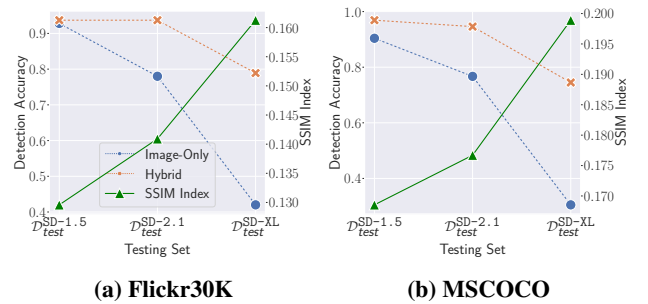 0.9
0.8
0.7
0.6
0.5
0.4
Detection Accuracy
0.160
0.155
0.150
0.145
0.140
0.135
0.130
SSIM Index
Image-Only
Hybrid
SSIM Index
𝒟^SD-1.5_test 𝒟^SD-2.1_test 𝒟^SD-XL_test
Testing Set
(a) Flickr30K
1.0
0.8
0.6
0.4
Detection Accuracy
0.200
0.195
0.190
0.185
0.180
0.175
0.170
SSIM Index
𝒟^SD-1.5_test 𝒟^SD-2.1_test 𝒟^SD-XL_test
Testing Set
(b) MSCOCO